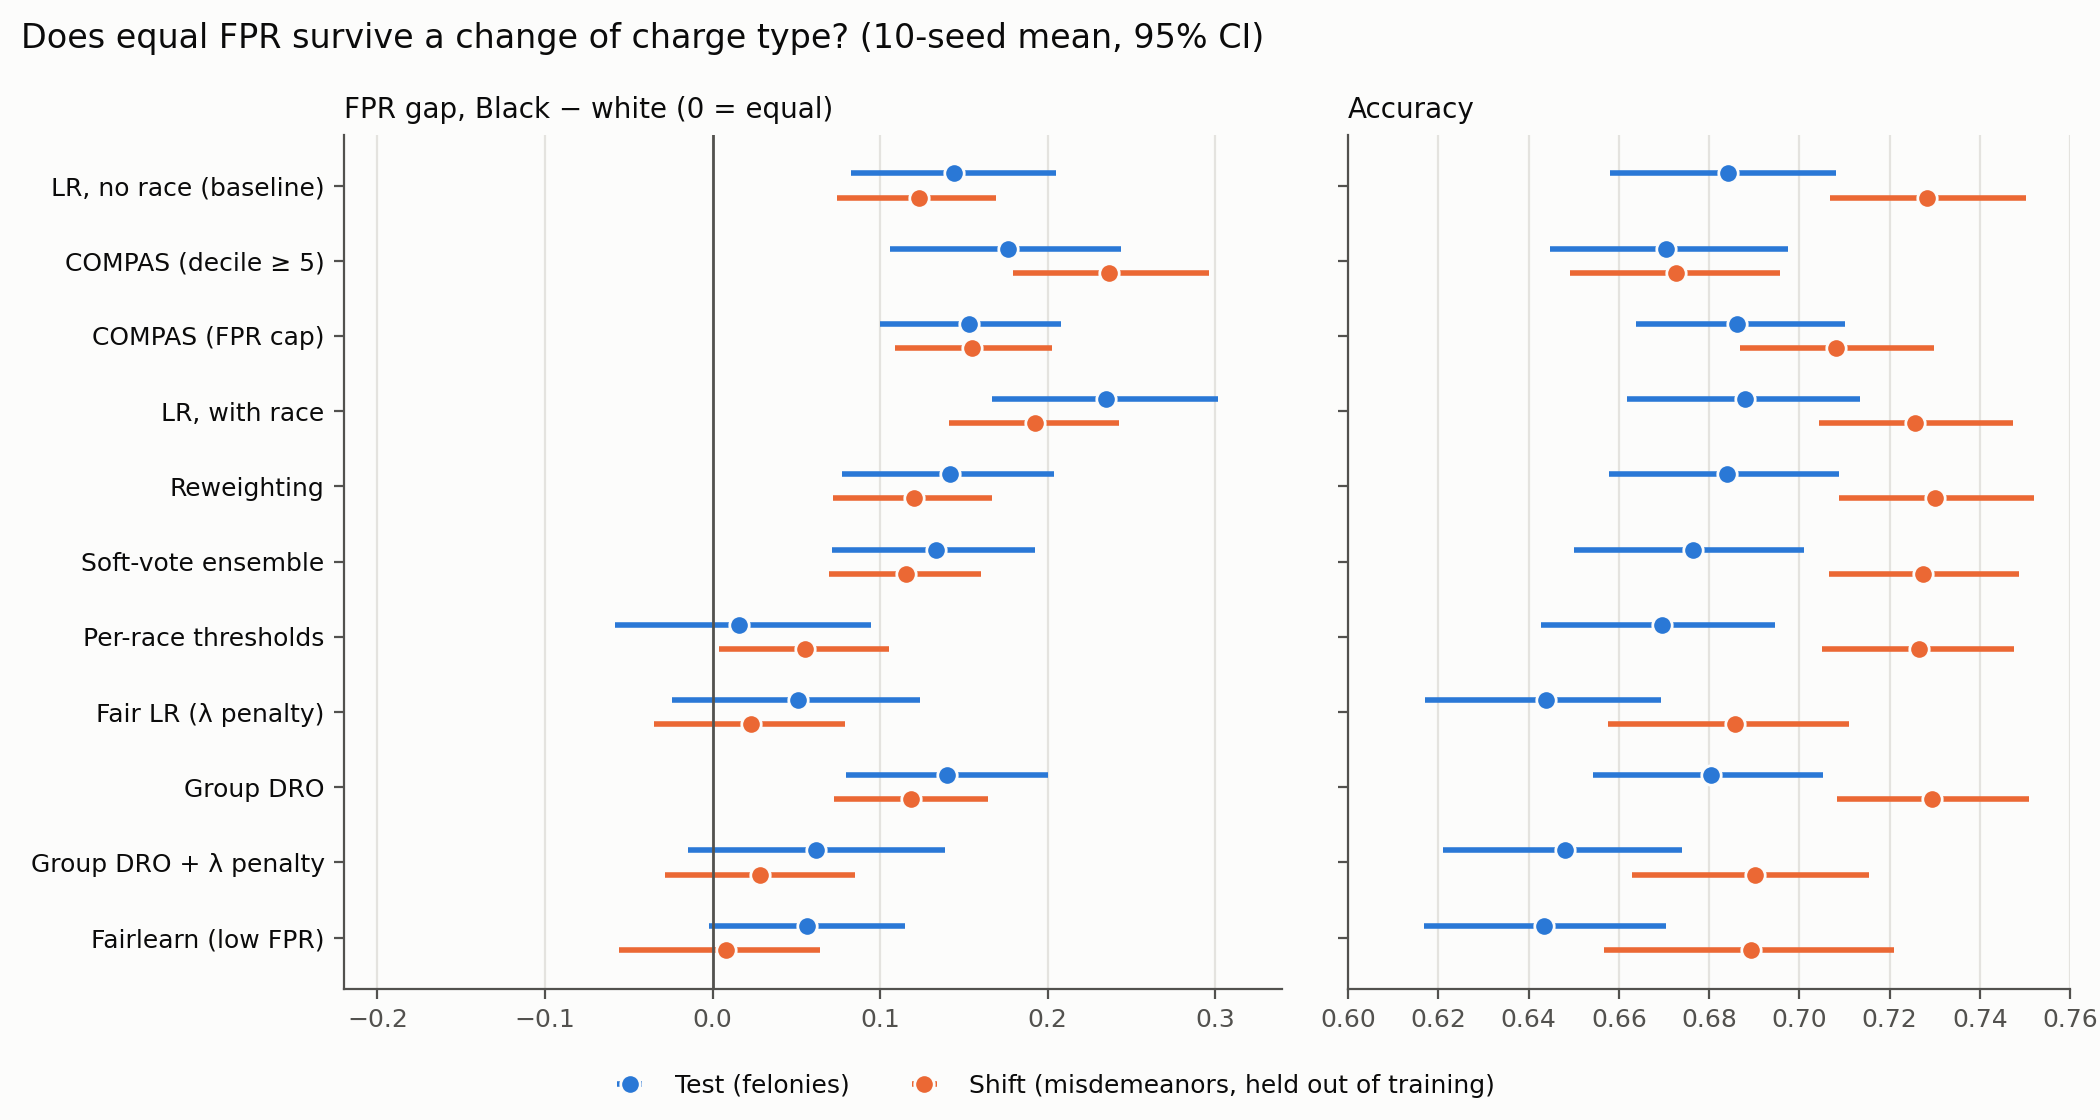 Does equal FPR survive a change of charge type? (10-seed mean, 95% CI)
FPR gap, Black − white (0 = equal)
Accuracy
LR, no race (baseline)
COMPAS (decile ≥ 5)
COMPAS (FPR cap)
LR, with race
Reweighting
Soft-vote ensemble
Per-race thresholds
Fair LR (λ penalty)
Group DRO
Group DRO + λ penalty
Fairlearn (low FPR)
−0.2 −0.1 0.0 0.1 0.2 0.3
0.60 0.62 0.64 0.66 0.68 0.70 0.72 0.74 0.76
Test (felonies)
Shift (misdemeanors, held out of training)